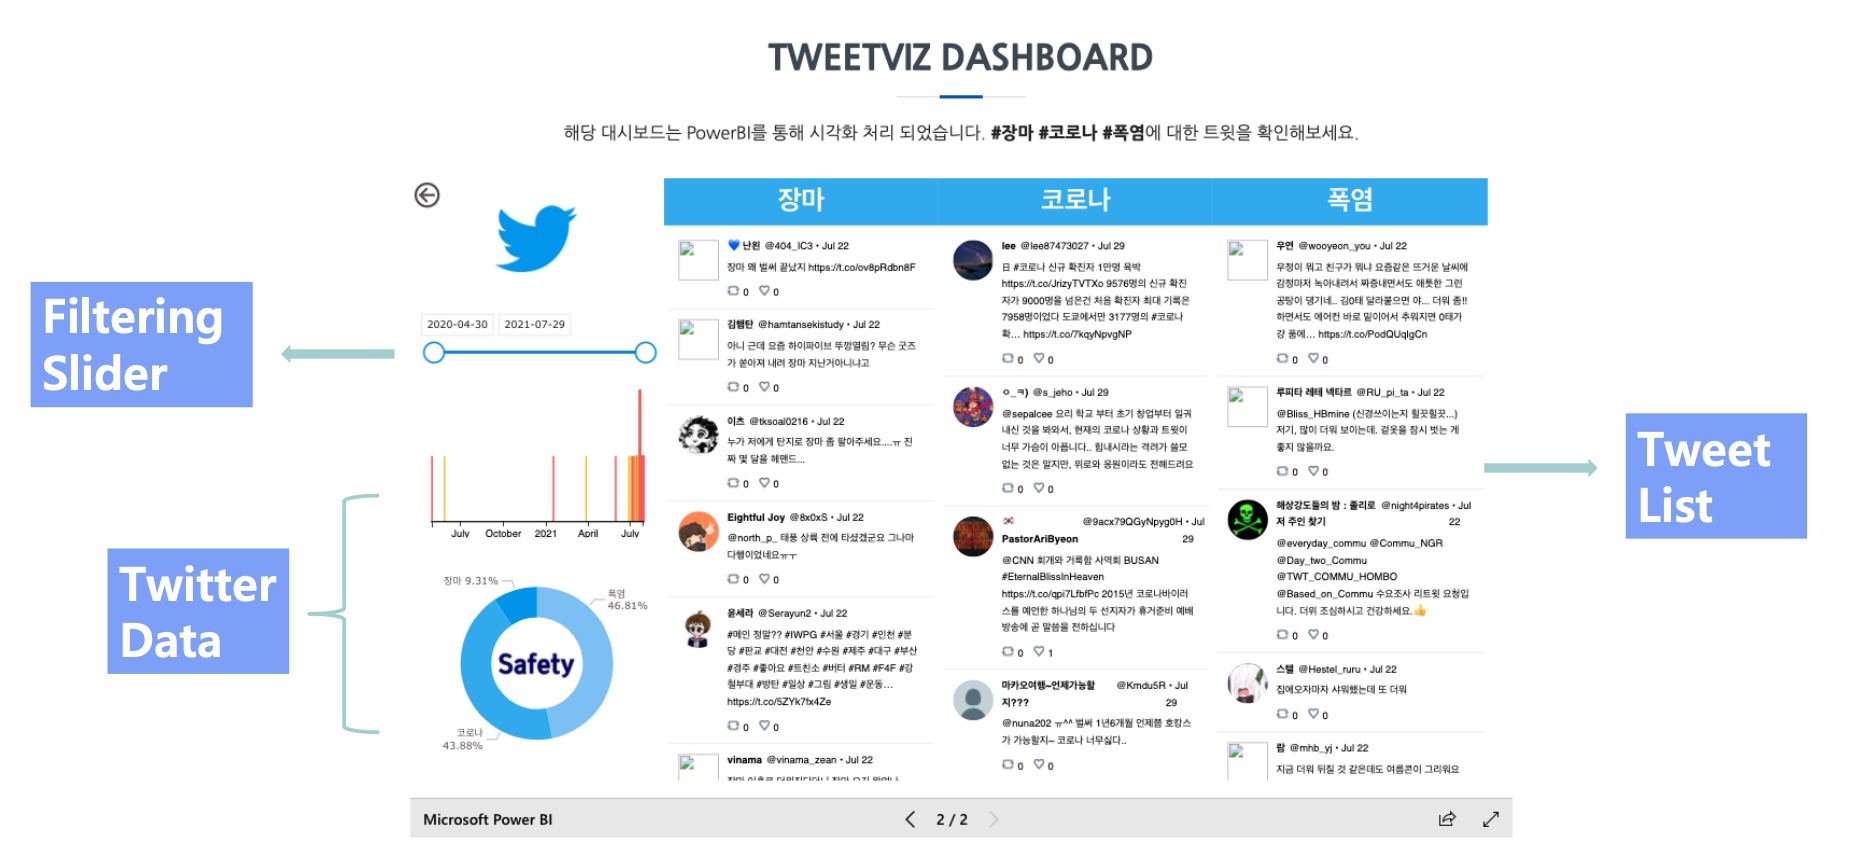 TWEETVIZ DASHBOARD
해당 대시보드는 PowerBI를 통해 시각화 처리 되었습니다. #장마 #코로나 #폭염에 대한 트윗을 확인해보세요.
Filtering
Slider
2020-04-30 2021-07-29
July October 2021 April July
Twitter
Data
장마 9.31%
폭염
46.81%
Safety
코로나
43.88%
장마
💙 난원 @404_IC3 • Jul 22
장마 왜 벌써 끝났지 https://t.co/ov8pRdbn8F
0 0
김햄탄 @hamtansekistudy • Jul 22
아니 근데 요즘 하이파이브 뚜껑열림? 무슨 굿즈
가 쏟아져 내려 장마 지난거아니냐고
0 0
이츠 @tksoal0216 • Jul 22
누가 저에게 탄지로 장마 좀 팔아주세요....ㅠ 진
짜 몇 달을 헤맨드...
0 0
Eightful Joy @8x0xS • Jul 22
@north_p_ 태풍 상륙 전에 타셨겠군요 그나마
다행이었네요ㅠㅜ
0 0
윤세라 @Serayun2 • Jul 22
#메인 정말?? #IWPG #서울 #경기 #인천 #분
당 #판교 #대전 #천안 #수원 #제주 #대구 #부산
#경주 #좋아요 #트친소 #버터 #RM #F4F #강
철부대 #방탄 #일상 #그림 #생일 #운동...
https://t.co/5ZYk7fx4Ze
0 0
vinama @vinama_zean • Jul 22
코로나
lee @lee87473027 • Jul 29
日 #코로나 신규 확진자 1만명 육박
https://t.co/JrizyTVTXo 9576명의 신규 확진
자가 9000명을 넘은건 처음 확진자 최대 기록은
7958명이었다 도쿄에서만 3177명의 #코로나
확... https://t.co/7kqyNpvgNP
0 0
ㅇ_ㅋ) @s_jeho • Jul 29
@sepalcee 요리 학교 부터 초기 창업부터 일궈
내신 것을 봐와서, 현재의 코로나 상황과 트윗이
너무 가슴이 아픕니다.. 힘내시라는 격려가 쓸모
없는 것은 알지만, 위로와 응원이라도 전해드려요
0 0
🇰🇷 @9acx79QGyNpyg0H • Jul
PastorAriByeon 29
@CNN 회개와 거룩함 사역회 BUSAN
#EternalBlissInHeaven
https://t.co/qpi7LfbfPc 2015년 코로나바이러
스를 예언한 하나님의 두 선지자가 휴거준비 예배
방송에 곧 말씀을 전하십니다
0 1
마카오여행~언제가능할 @Kmdu5R • Jul
지??? 29
@nuna202 ㅠ^^ 벌써 1년6개월 언제쯤 호캉스
가 가능할지~ 코로나 너무싫다..
0 0
폭염
우연 @wooyeon_you • Jul 22
우정이 뭐고 친구가 뭐냐 요즘같은 뜨거운 날씨에
감정마저 녹아내려서 짜증내면서도 애틋한 그런
공랑이 댕기네.. 김0태 달라붙으면 아... 더워 좀!!
하면서도 에어컨 바로 밑이어서 추워지면 0태가
걍 품에... https://t.co/PodQUqIgCn
0 0
루피타 레테 넥타르 @RU_pi_ta • Jul 22
@Bliss_HBmine (신경쓰이는지 힐끗힐끗...)
저기, 많이 더워 보이는데. 겉옷을 잠시 벗는 게
좋지 않을까요.
0 0
해상강도들의 밤 : 졸리로 @night4pirates • Jul
저 주인 찾기 22
@everyday_commu @Commu_NGR
@Day_two_Commu
@TWT_COMMU_HOMBO
@Based_on_Commu 수요조사 리트윗 요청입
니다. 더위 조심하시고 건강하세요.👍
0 0
스텔 @Hestel_ruru • Jul 22
집에오자마자 샤워했는데 또 더워
0 0
람 @mhb_yj • Jul 22
지금 더워 뒤질 것 같은데도 여름콘이 그리워요
Tweet
List
Microsoft Power BI
2 / 2